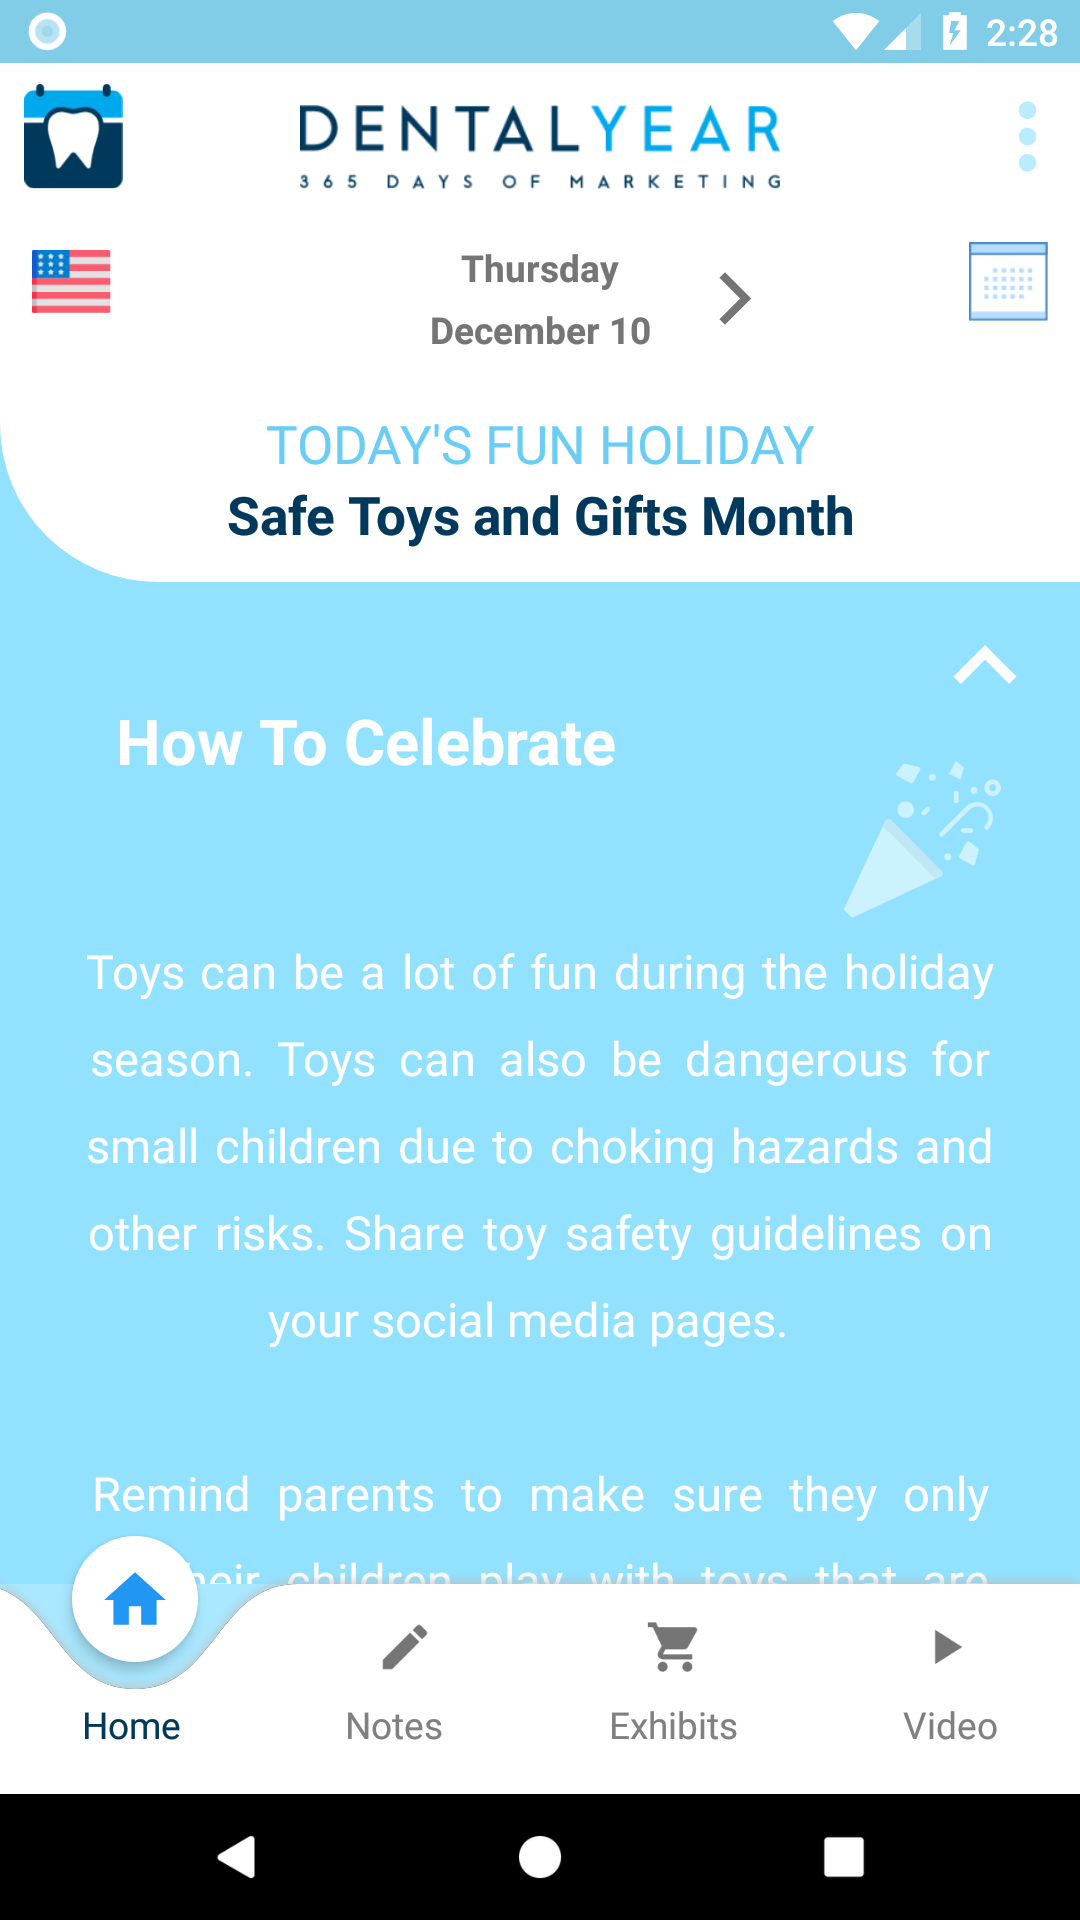 2:28
DENTALYEAR
365 DAYS OF MARKETING
Thursday
December 10
TODAY'S FUN HOLIDAY
Safe Toys and Gifts Month
How To Celebrate
Toys can be a lot of fun during the holiday
season. Toys can also be dangerous for
small children due to choking hazards and
other risks. Share toy safety guidelines on
your social media pages.
Remind parents to make sure they only
children play with toys that are
Home
Notes
Exhibits
Video